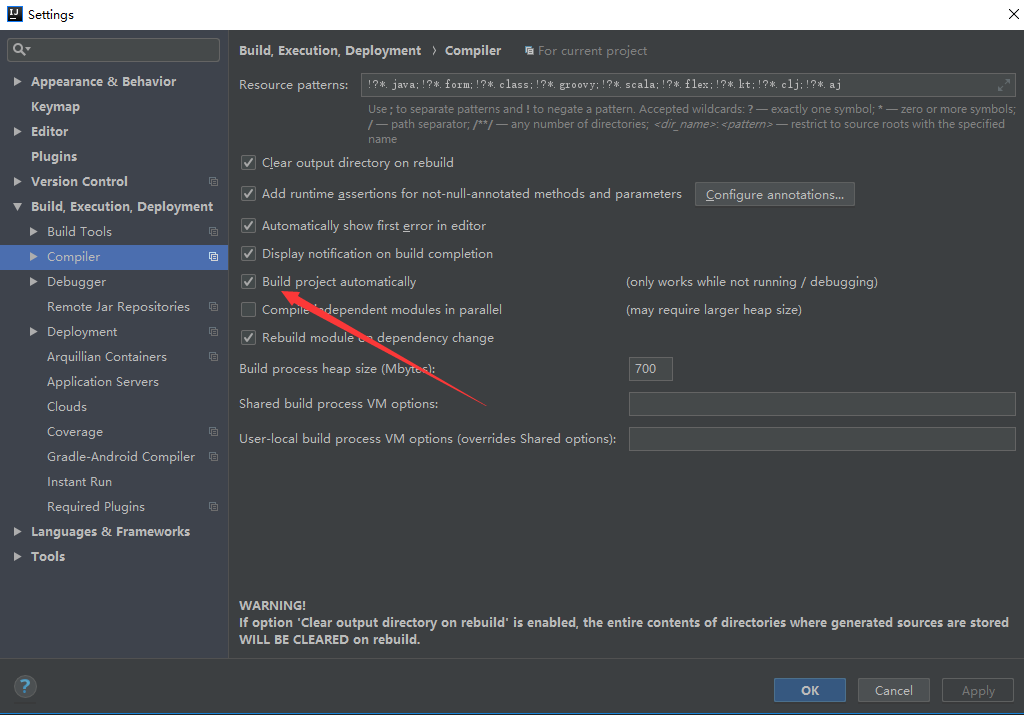 Settings
Appearance & Behavior
Keymap
Editor
Plugins
Version Control
Build, Execution, Deployment
Build Tools
Compiler
Debugger
Remote Jar Repositories
Deployment
Arquillian Containers
Application Servers
Clouds
Coverage
Gradle-Android Compiler
Instant Run
Required Plugins
Languages & Frameworks
Tools
Build, Execution, Deployment › Compiler For current project
Resource patterns: !?*.java;!?*.form;!?*.class;!?*.groovy;!?*.scala;!?*.flex;!?*.kt;!?*.clj;!?*.aj
Use ; to separate patterns and ! to negate a pattern. Accepted wildcards: ? — exactly one symbol; * — zero or more symbols;
/ — path separator; /**/ — any number of directories; <dir_name>:<pattern> — restrict to source roots with the specified
name
Clear output directory on rebuild
Add runtime assertions for not-null-annotated methods and parameters Configure annotations...
Automatically show first error in editor
Display notification on build completion
Build project automatically (only works while not running / debugging)
Compile independent modules in parallel (may require larger heap size)
Rebuild module on dependency change
Build process heap size (Mbytes): 700
Shared build process VM options:
User-local build process VM options (overrides Shared options):
WARNING!
If option 'Clear output directory on rebuild' is enabled, the entire contents of directories where generated sources are stored
WILL BE CLEARED on rebuild.
? OK Cancel Apply